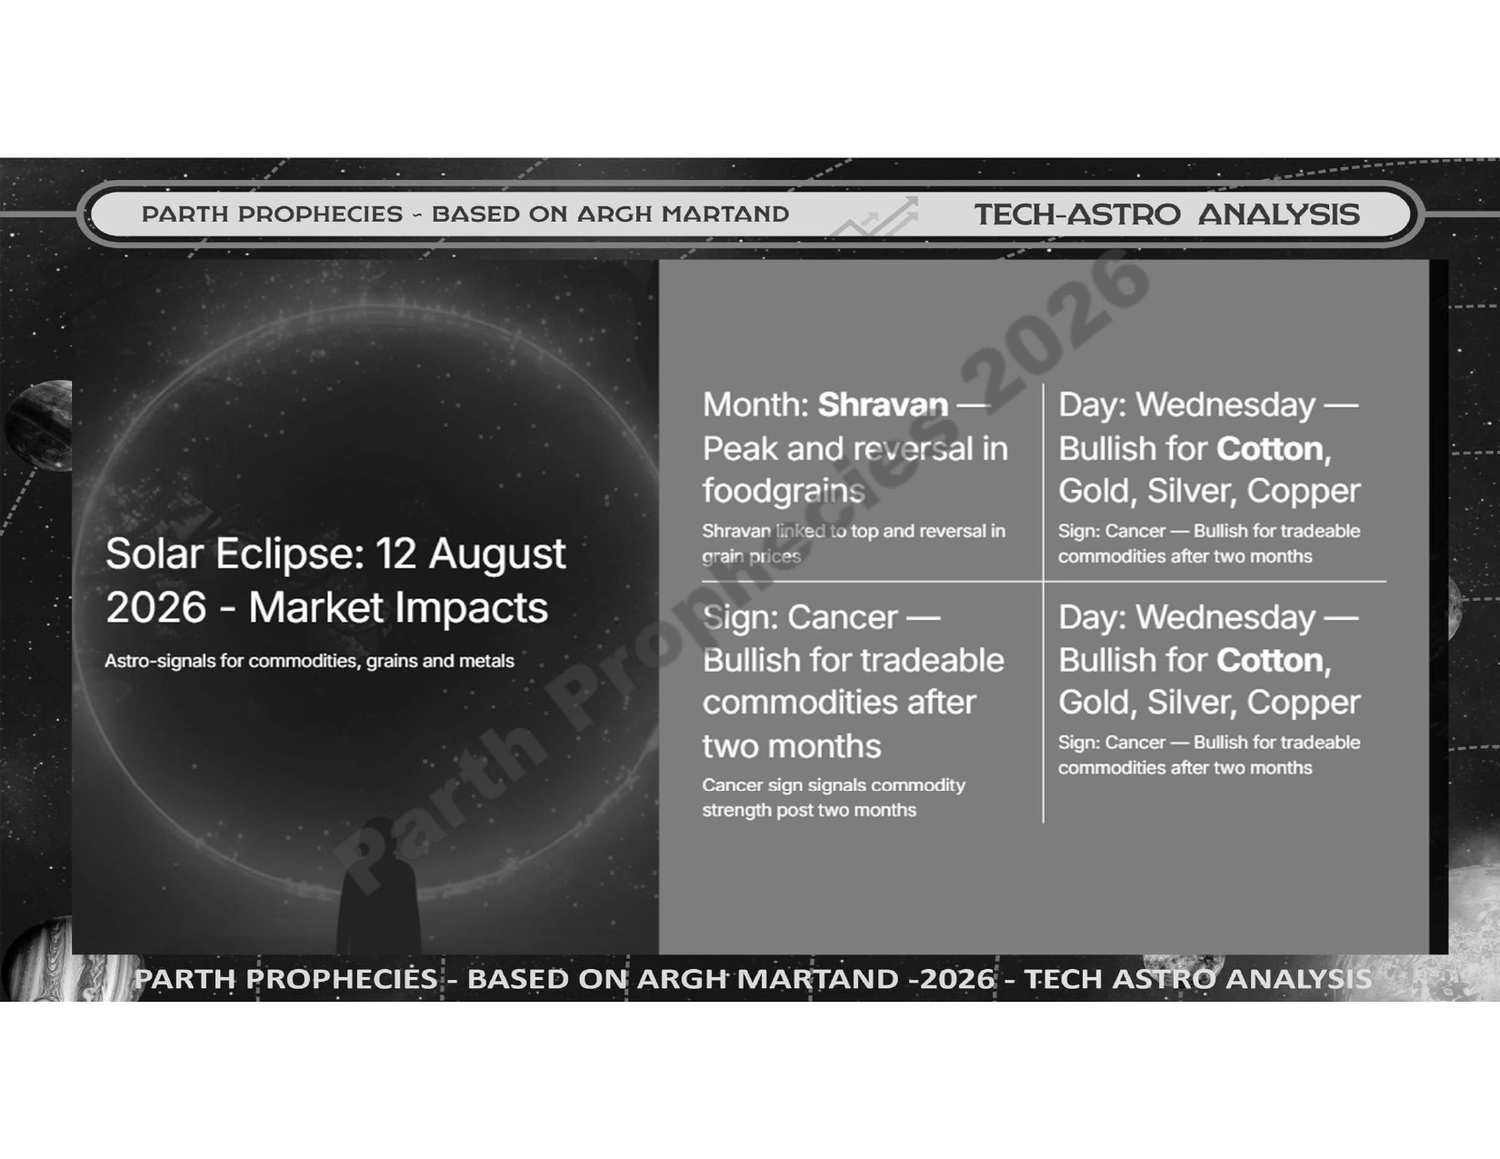 PARTH PROPHECIES ~ BASED ON ARGH MARTAND
TECH-ASTRO ANALYSIS
Solar Eclipse: 12 August
2026 - Market Impacts
Astro-signals for commodities, grains and metals
Month: Shravan —
Peak and reversal in
foodgrains
Shravan linked to top and reversal in
grain prices
Day: Wednesday —
Bullish for Cotton,
Gold, Silver, Copper
Sign: Cancer — Bullish for tradeable
commodities after two months
Sign: Cancer —
Bullish for tradeable
commodities after
two months
Cancer sign signals commodity
strength post two months
Day: Wednesday —
Bullish for Cotton,
Gold, Silver, Copper
Sign: Cancer — Bullish for tradeable
commodities after two months
Parth Prophecies 2026
PARTH PROPHECIES - BASED ON ARGH MARTAND -2026 - TECH ASTRO ANALYSIS